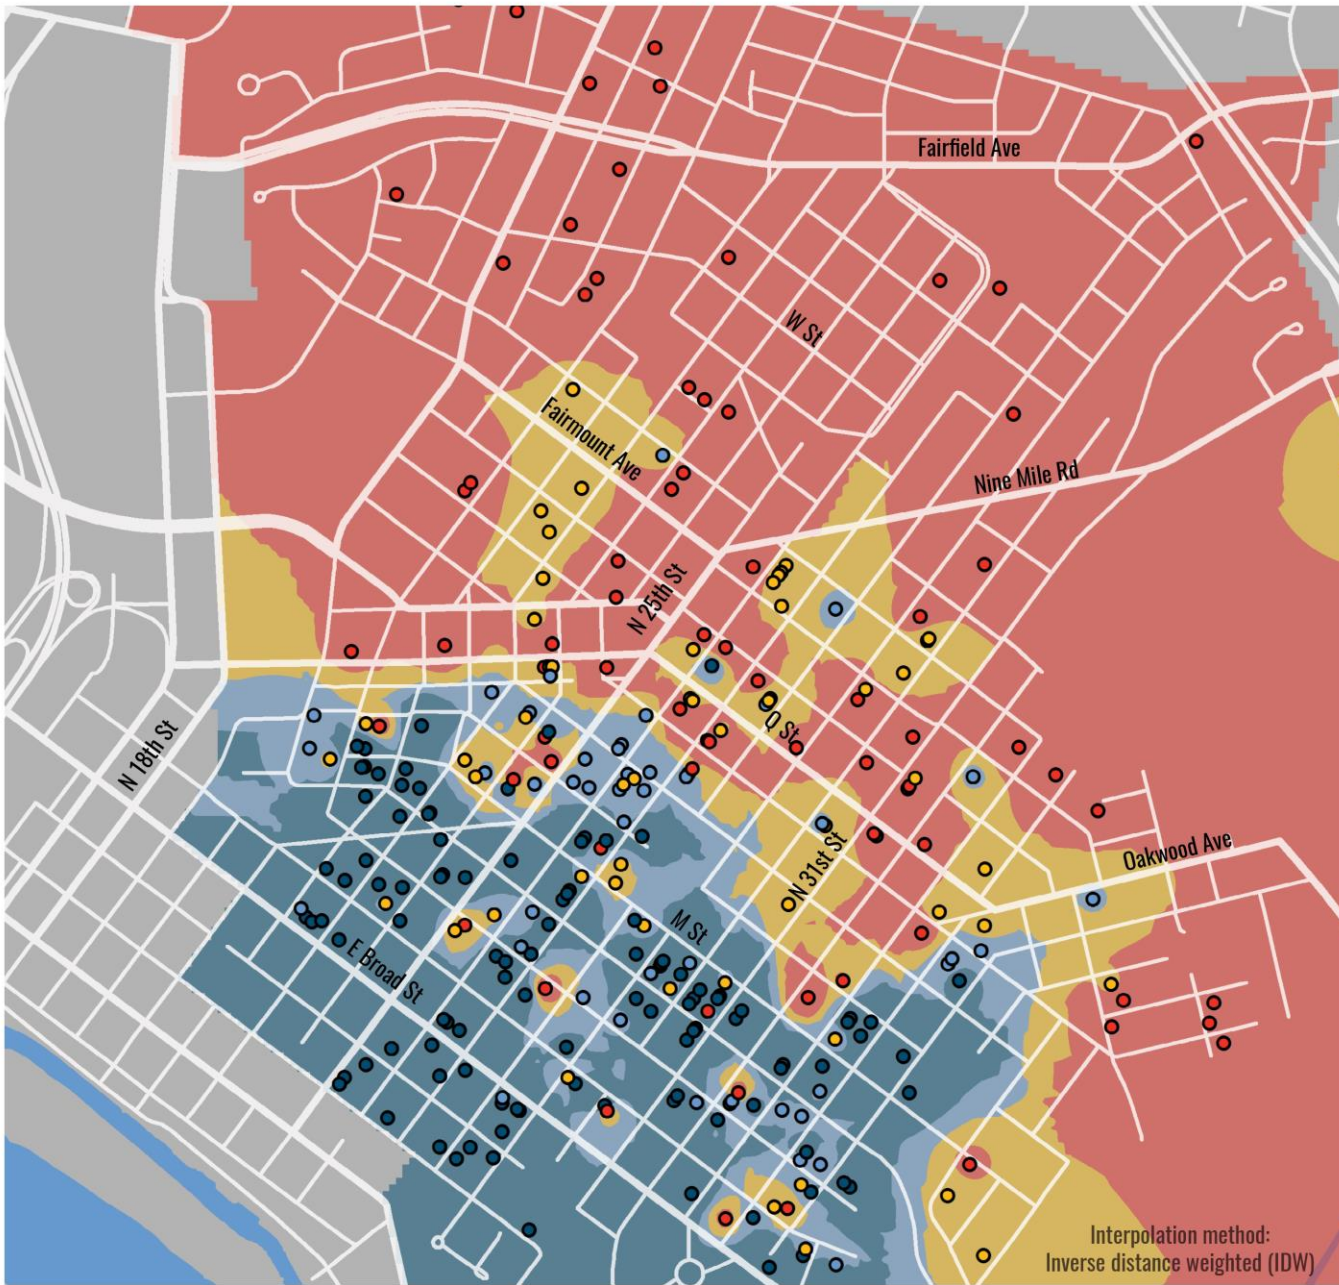 Fairfield Ave
W St
Fairmount Ave
Nine Mile Rd
N 25th St
Q St
N 18th St
N 31st St
Oakwood Ave
M St
E Broad St
Interpolation method:
Inverse distance weighted (IDW)